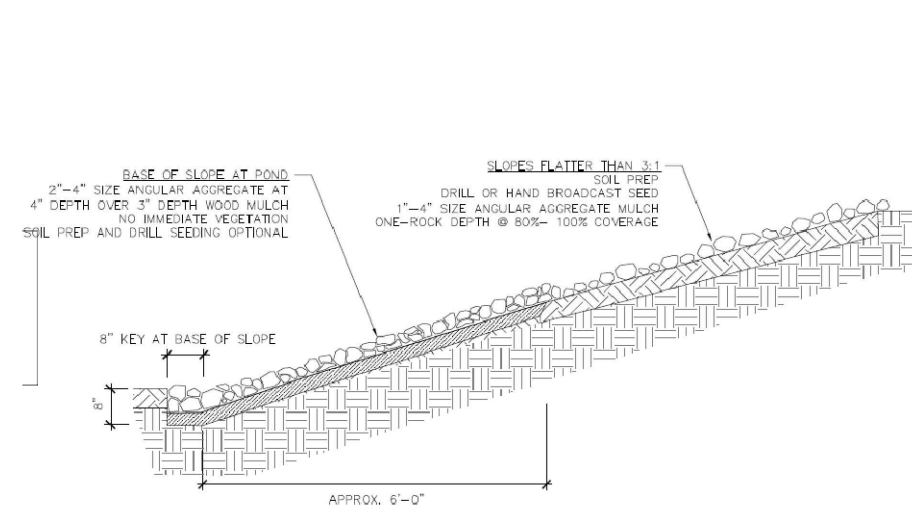 BASE OF SLOPE AT POND
2"-4" SIZE ANGULAR AGGREGATE AT
4" DEPTH OVER 3" DEPTH WOOD MULCH
NO IMMEDIATE VEGETATION
SOIL PREP AND DRILL SEEDING OPTIONAL
SLOPES FLATTER THAN 3:1
SOIL PREP
DRILL OR HAND BROADCAST SEED
1"-4" SIZE ANGULAR AGGREGATE MULCH
ONE-ROCK DEPTH @ 80%- 100% COVERAGE
8" KEY AT BASE OF SLOPE
8"
APPROX. 6'-0"